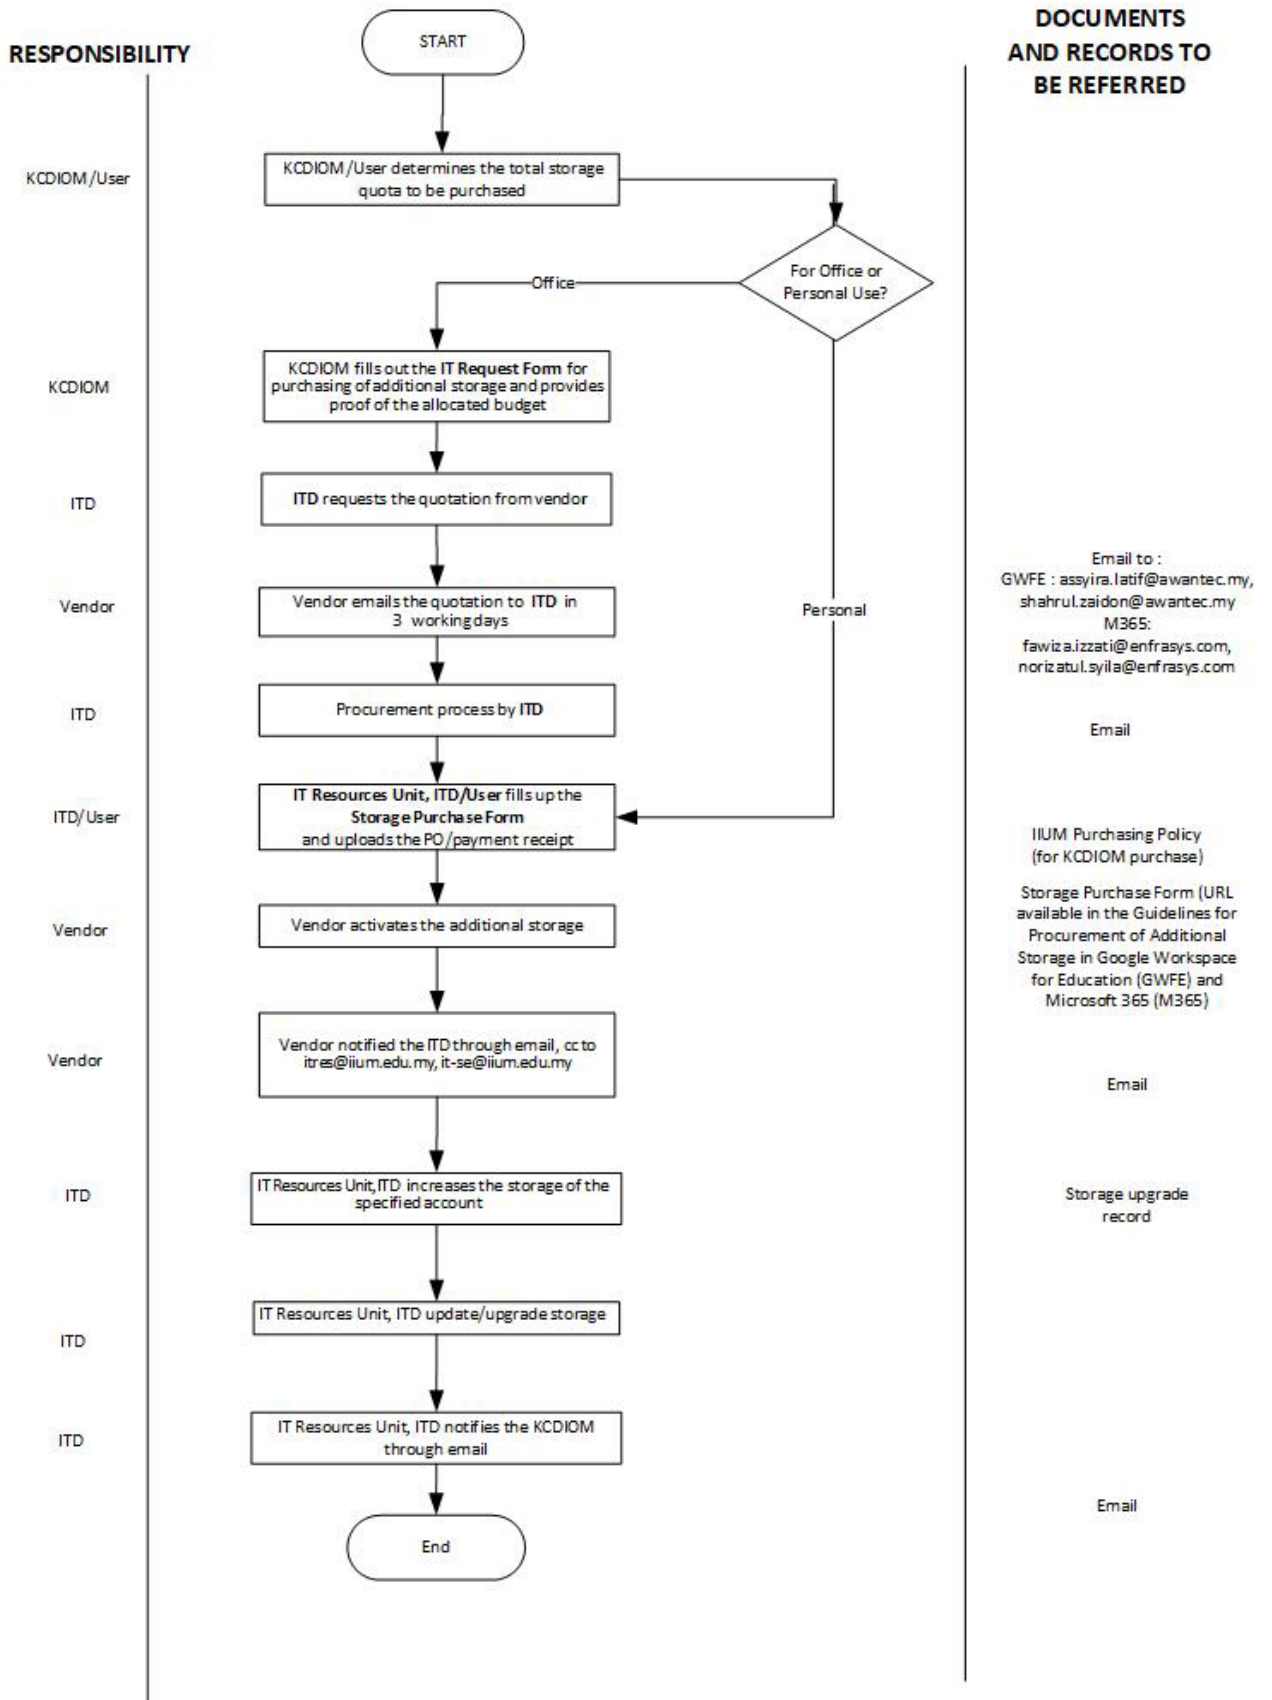 RESPONSIBILITY
START
DOCUMENTS
AND RECORDS TO
BE REFERRED
KCDIOM/User
KCDIOM/User determines the total storage
quota to be purchased
For Office or
Personal Use?
Office
KCDIOM
KCDIOM fills out the IT Request Form for
purchasing of additional storage and provides
proof of the allocated budget
ITD
ITD requests the quotation from vendor
Vendor
Vendor emails the quotation to ITD in
3 working days
Personal
Email to :
GWFE : assyira.latif@awantec.my,
shahrul.zaidon@awantec.my
M365:
fawiza.izzati@enfrasys.com,
norizatul.syila@enfrasys.com
ITD
Procurement process by ITD
Email
ITD/User
IT Resources Unit, ITD/User fills up the
Storage Purchase Form
and uploads the PO/payment receipt
IIUM Purchasing Policy
(for KCDIOM purchase)
Vendor
Vendor activates the additional storage
Storage Purchase Form (URL
available in the Guidelines for
Procurement of Additional
Storage in Google Workspace
for Education (GWFE) and
Microsoft 365 (M365)
Vendor
Vendor notified the ITD through email, cc to
itres@iium.edu.my, it-se@iium.edu.my
Email
ITD
IT Resources Unit,ITD increases the storage of the
specified account
Storage upgrade
record
ITD
IT Resources Unit, ITD update/upgrade storage
ITD
IT Resources Unit, ITD notifies the KCDIOM
through email
Email
End